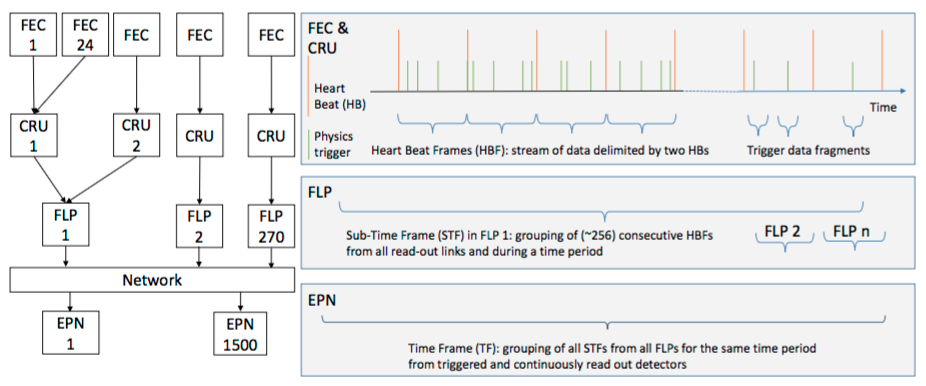 FEC
1
FEC
24
FEC
FEC
FEC
CRU
1
CRU
2
CRU
CRU
FLP
1
FLP
2
FLP
270
Network
EPN
1
EPN
1500
FEC &
CRU
Heart
Beat (HB)
Physics
trigger
Time
Heart Beat Frames (HBF): stream of data delimited by two HBs
Trigger data fragments
FLP
Sub-Time Frame (STF) in FLP 1: grouping of (~256) consecutive HBFs
from all read-out links and during a time period
FLP 2
FLP n
EPN
Time Frame (TF): grouping of all STFs from all FLPs for the same time period
from triggered and continuously read out detectors